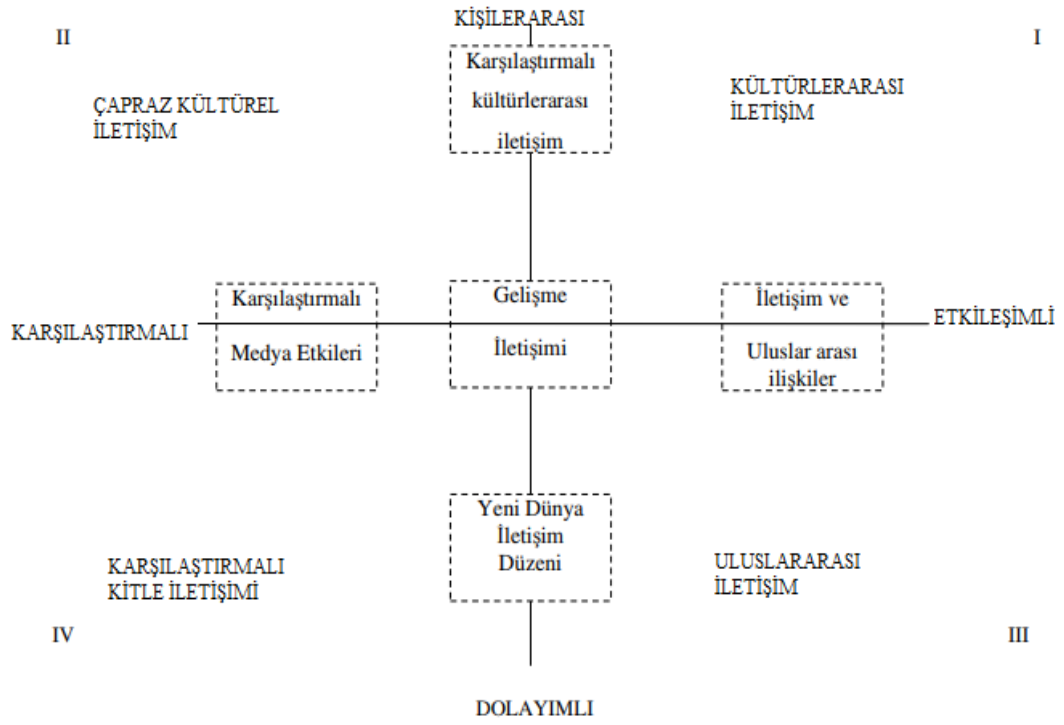 KİŞİLERARASI
II
I
Karşılaştırmalı
kültürlerarası
iletişim
ÇAPRAZ KÜLTÜREL
İLETİŞİM
KÜLTÜRLERARASI
İLETİŞİM
KARŞILAŞTIRMALI
Karşılaştırmalı
Medya Etkileri
Gelişme
İletişimi
İletişim ve
Uluslar arası
ilişkiler
ETKİLEŞİMLİ
Yeni Dünya
İletişim
Düzeni
KARŞILAŞTIRMALI
KİTLE İLETİŞİMİ
ULUSLARARASI
İLETİŞİM
IV
III
DOLAYIMLI